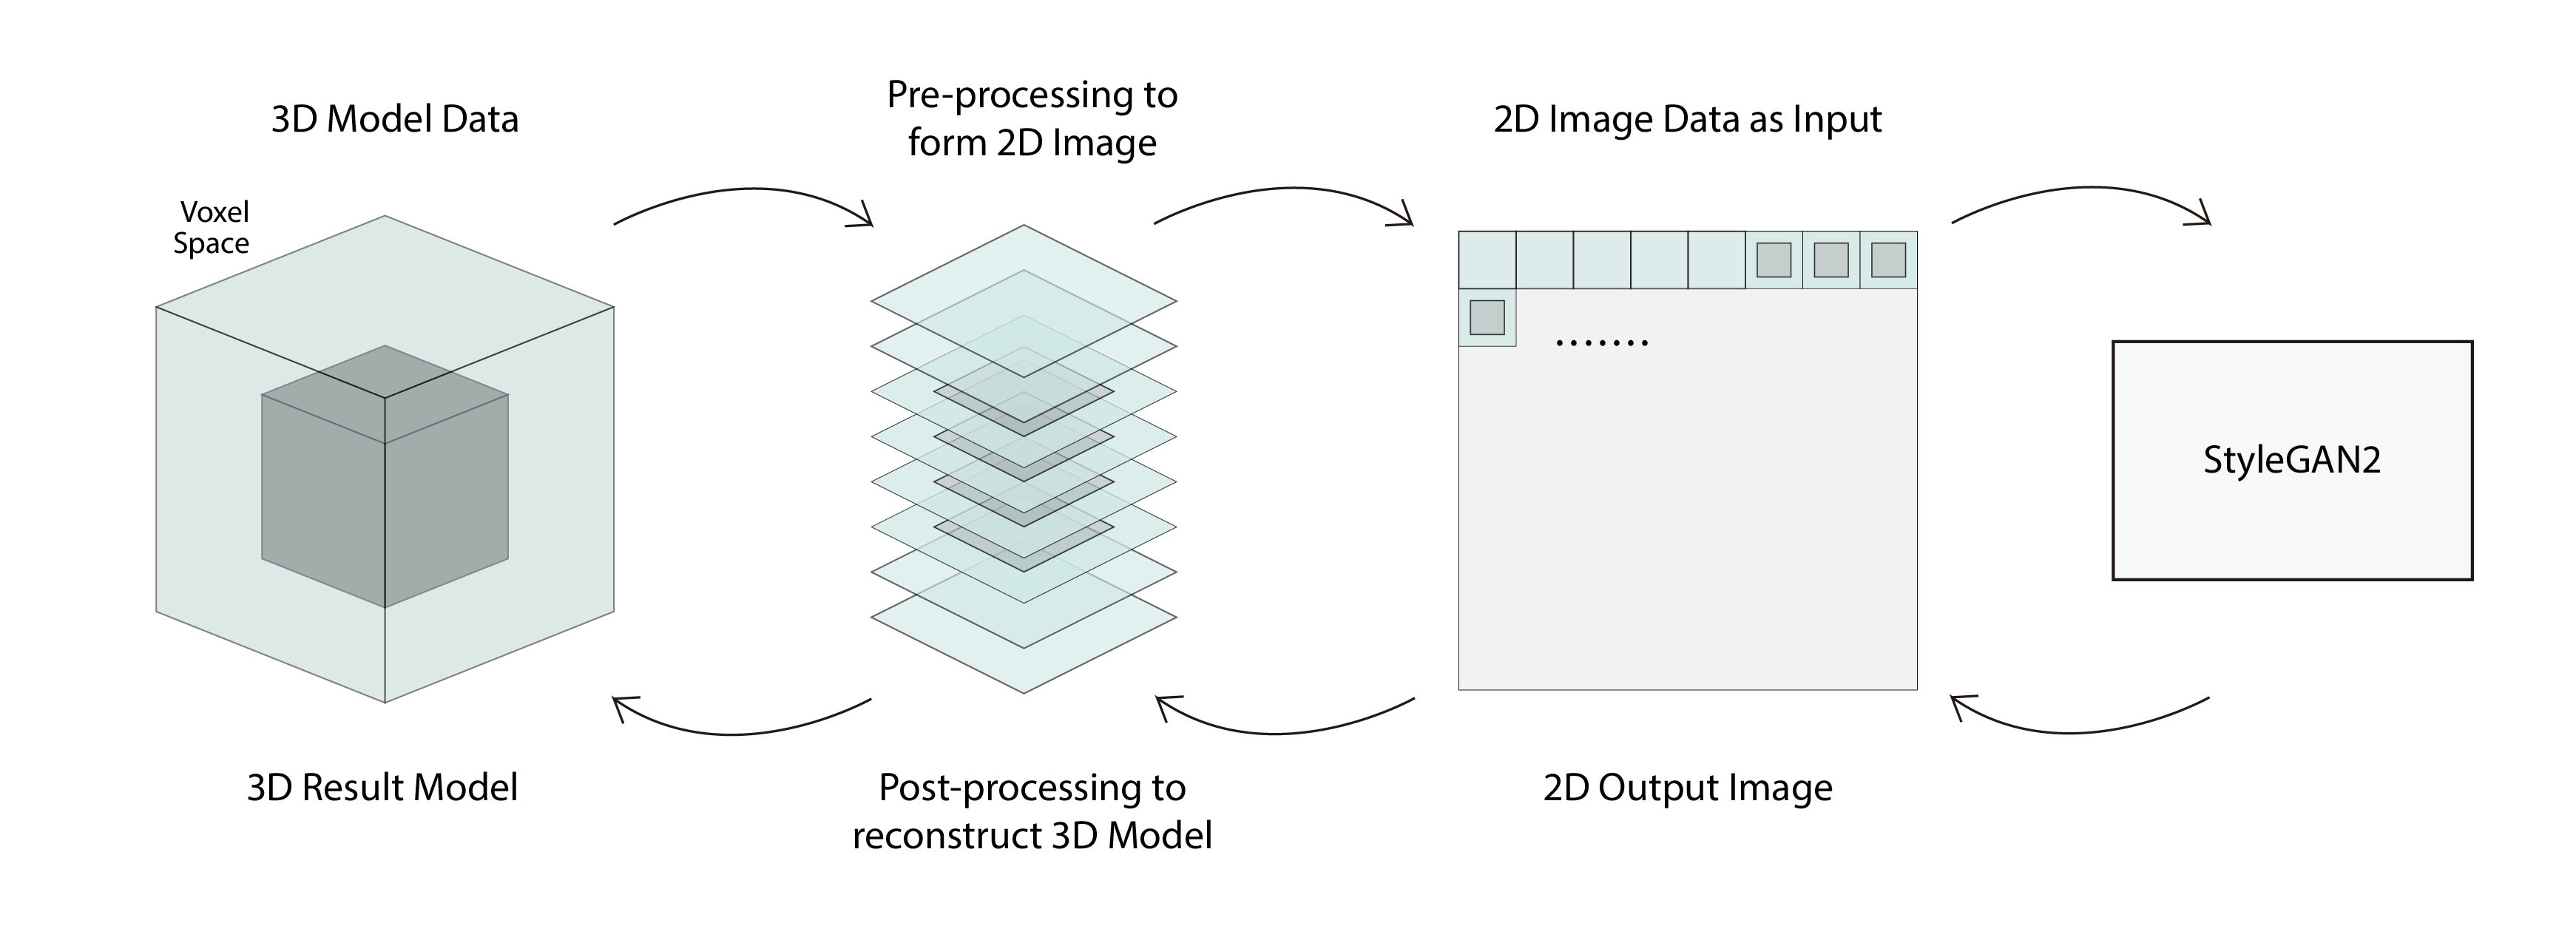 3D Model Data
Pre-processing to
form 2D Image
2D Image Data as Input
Voxel
Space
.......
StyleGAN2
3D Result Model
Post-processing to
reconstruct 3D Model
2D Output Image